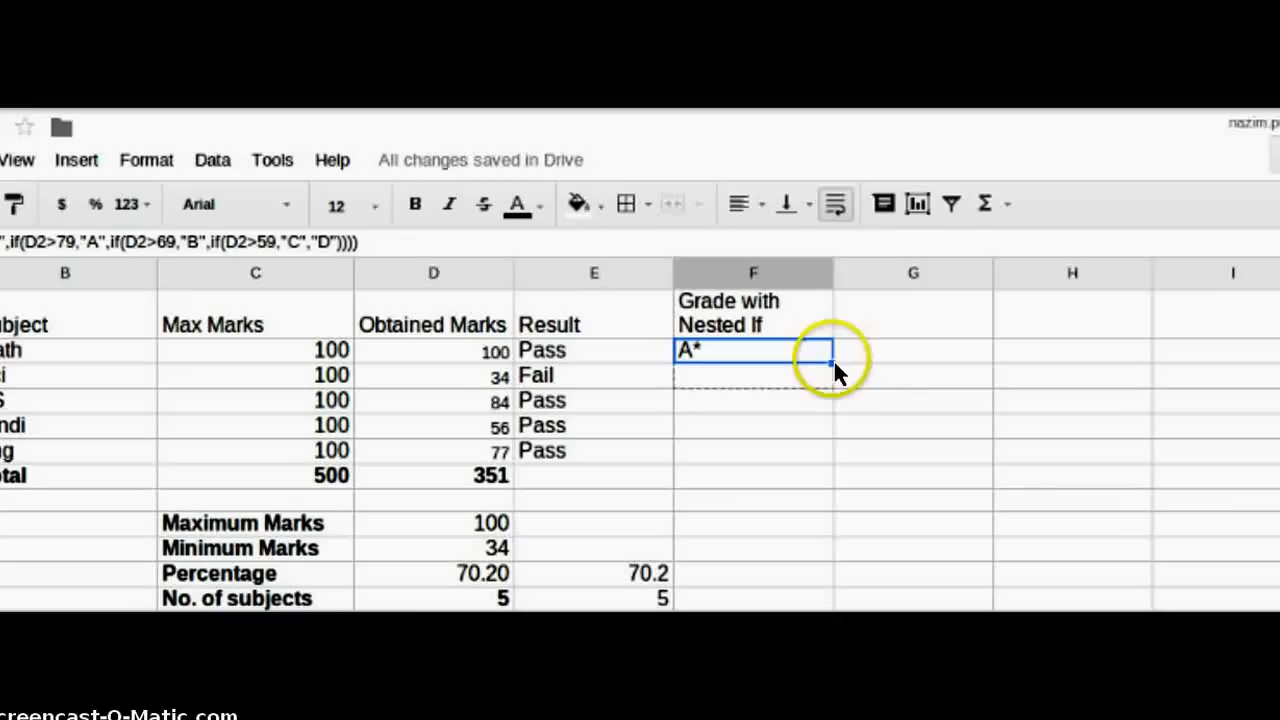 nazim.p
View Insert Format Data Tools Help All changes saved in Drive
$ % 123 Arial 12 B I S A Σ
",if(D2>79,"A",if(D2>69,"B",if(D2>59,"C","D"))))
B C D E F G H I
bject Max Marks Obtained Marks Result Grade with
Nested If
ath 100 100 Pass A*
i 100 34 Fail
S 100 84 Pass
ndi 100 56 Pass
ng 100 77 Pass
otal 500 351
Maximum Marks 100
Minimum Marks 34
Percentage 70.20 70.2
No. of subjects 5 5
creencast-O-Matic.com